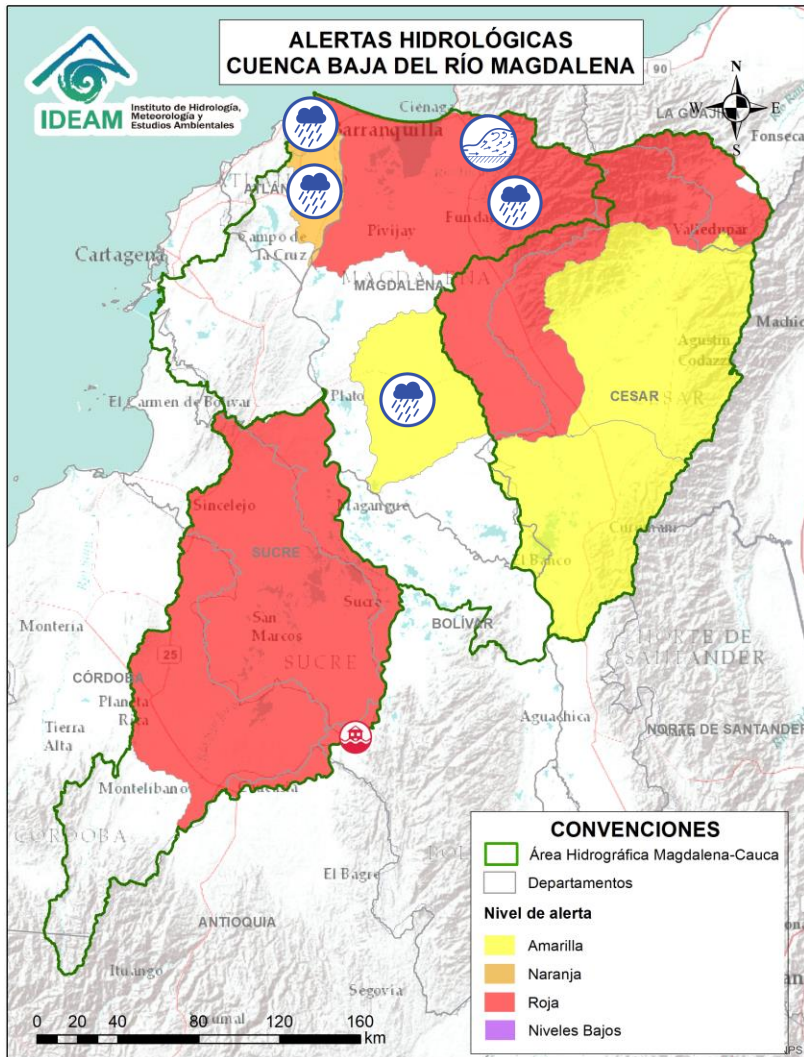 ALERTAS HIDROLÓGICAS
CUENCA BAJA DEL RÍO MAGDALENA
IDEAM
Instituto de Hidrología,
Meteorología y
Estudios Ambientales
N
W
E
S
90
Ciénaga
LA GUAJIRA
Fonseca
Barranquilla
Cartagena
Campo de
la Cruz
Pivijay
Valledupar
MAGDALENA
MAGDALENA
Agustín
Codazzi
CESAR
El Carmen de Bolívar
Plato
Sincelejo
Magangué
SUCRE
El Banco
San
Marcos
Sucre
SUCRE
BOLÍVAR
Montería
25
CÓRDOBA
Planeta
Rica
Tierra
Alta
NORTE DE
SANTANDER
Aguachica
NORTE DE SANTANDER
Montelíbano
CÓRDOBA
El Bagre
ANTIOQUIA
Ituango
Segovia
0 20 40 80 120 160
km
CONVENCIONES
Área Hidrográfica Magdalena-Cauca
Departamentos
Nivel de alerta
Amarilla
Naranja
Roja
Niveles Bajos